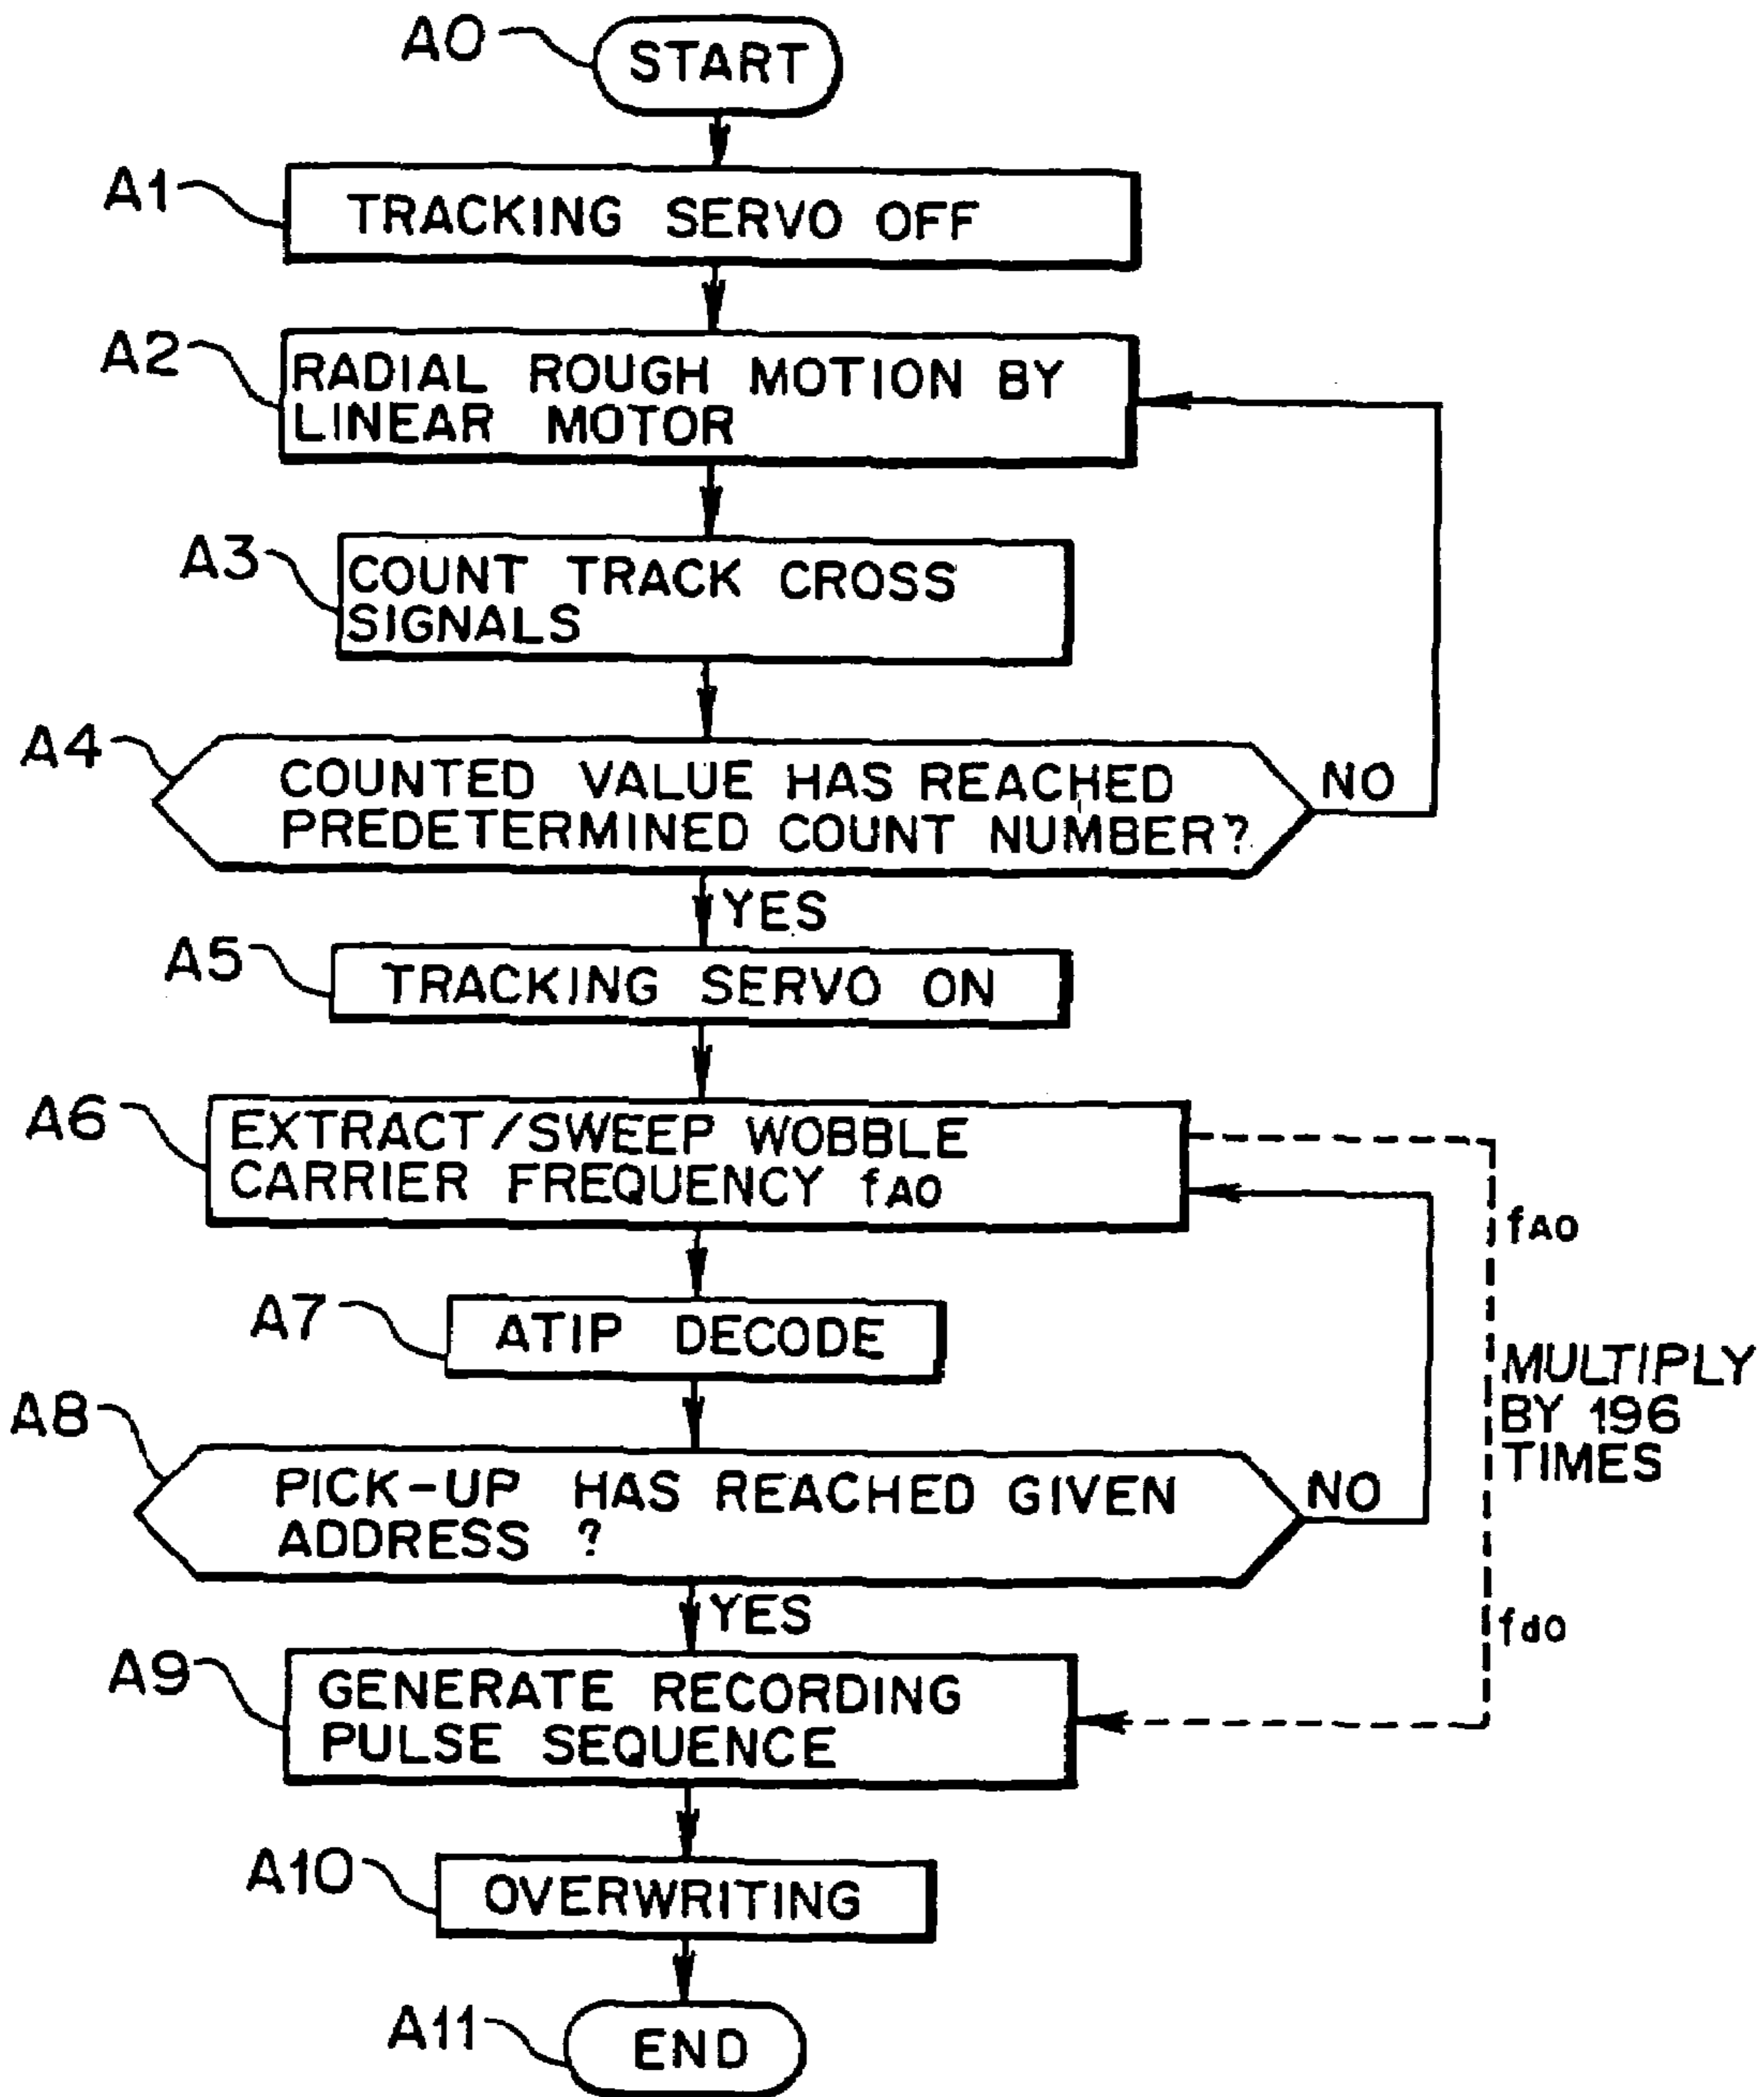 A0
START
A1
TRACKING SERVO OFF
A2
RADIAL ROUGH MOTION BY
LINEAR MOTOR
A3
COUNT TRACK CROSS
SIGNALS
A4
COUNTED VALUE HAS REACHED
PREDETERMINED COUNT NUMBER?
NO
YES
A5
TRACKING SERVO ON
A6
EXTRACT/SWEEP WOBBLE
CARRIER FREQUENCY fA0
fA0
A7
ATIP DECODE
MULTIPLY
BY 196
TIMES
A8
PICK-UP HAS REACHED GIVEN
ADDRESS ?
NO
YES
fd0
A9
GENERATE RECORDING
PULSE SEQUENCE
A10
OVERWRITING
A11
END